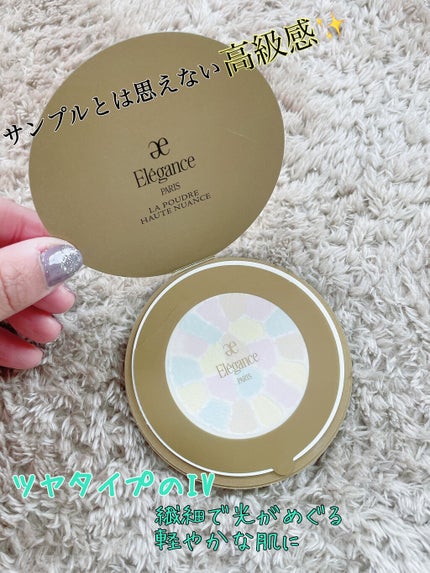 サンプルとは思えない高級感✨
æ
Elégance
PARIS
LA POUDRE
HAUTE NUANCE
æ
Elégance
PARIS
ツヤタイプのIV
繊細で光がめぐる
軽やかな肌に